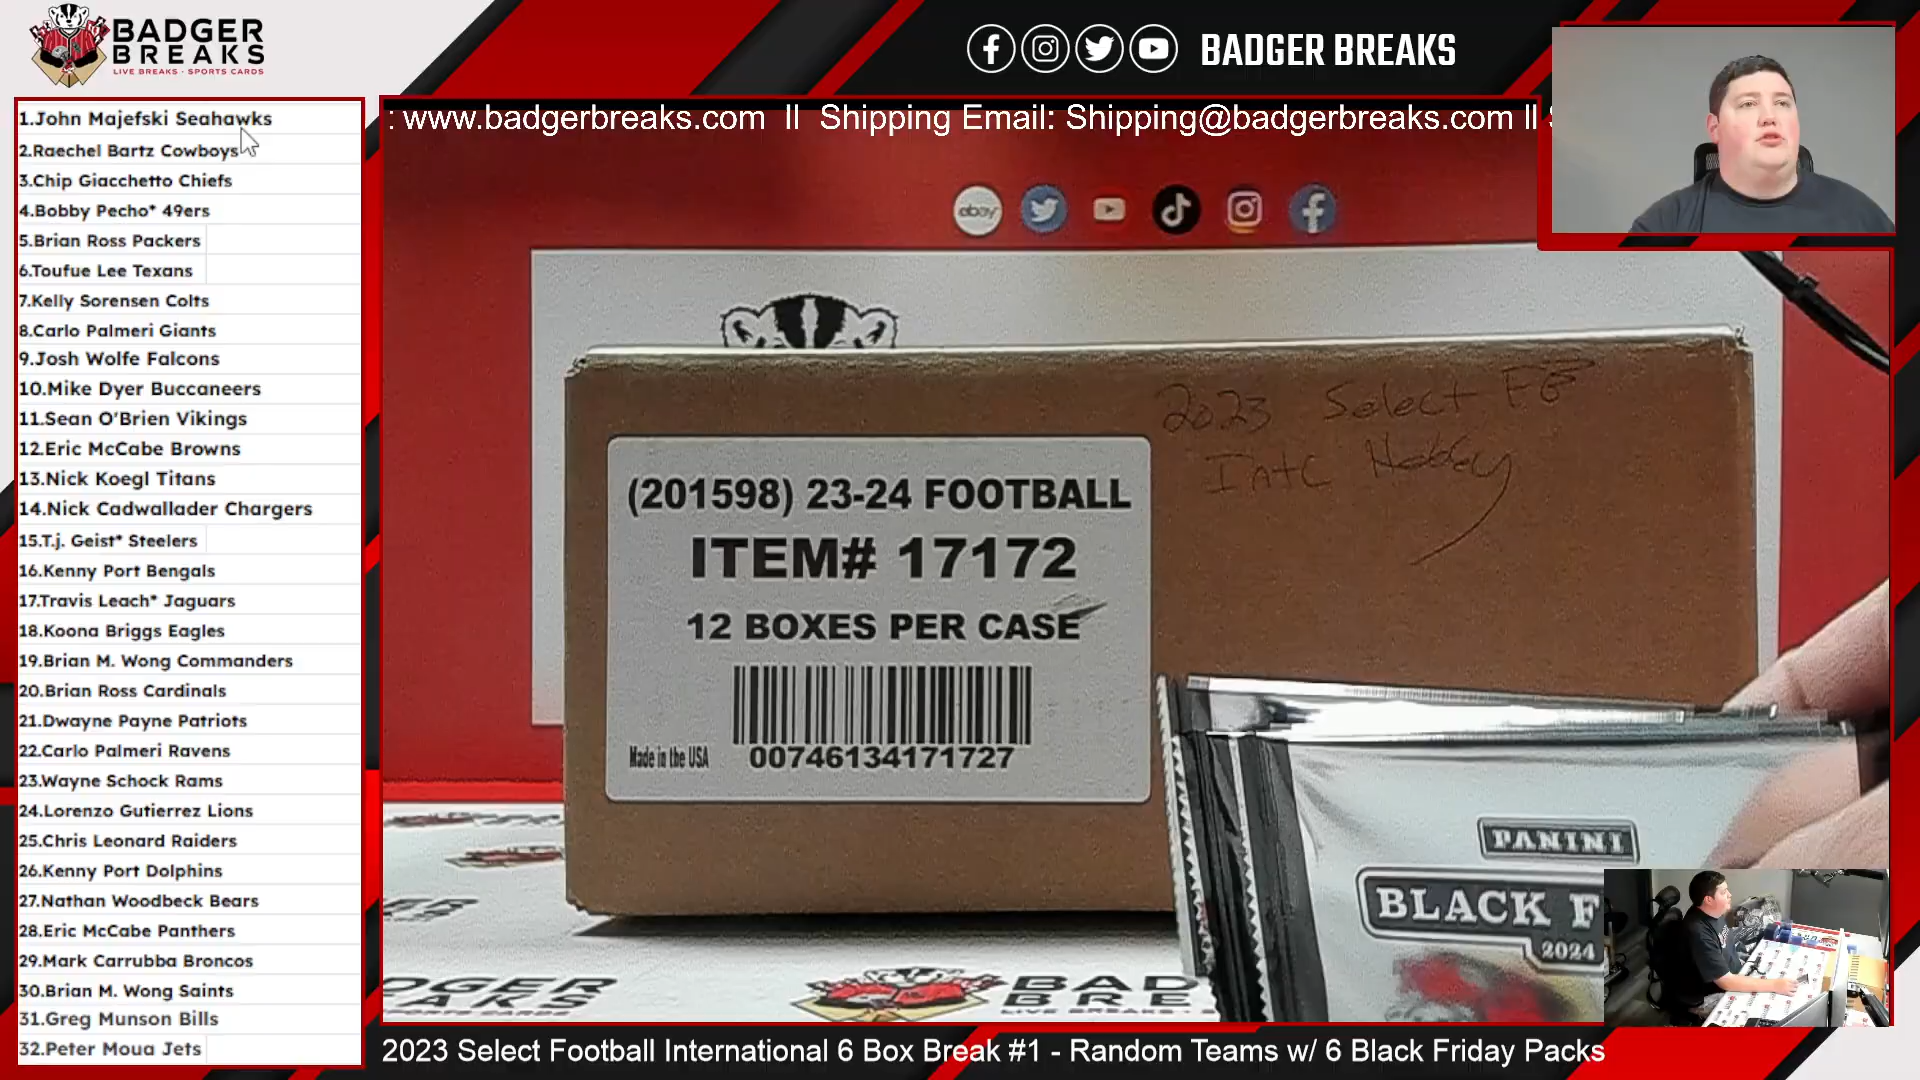 BADGER
BREAKS
LIVE BREAKS - SPORTS CARDS
BADGER BREAKS
: www.badgerbreaks.com ll Shipping Email: Shipping@badgerbreaks.com ll
1.John Majefski Seahawks
2.Raechel Bartz Cowboys
3.Chip Giacchetto Chiefs
4.Bobby Pecho* 49ers
5.Brian Ross Packers
6.Toufue Lee Texans
7.Kelly Sorensen Colts
8.Carlo Palmeri Giants
9.Josh Wolfe Falcons
10.Mike Dyer Buccaneers
11.Sean O'Brien Vikings
12.Eric McCabe Browns
13.Nick Koegl Titans
14.Nick Cadwallader Chargers
15.T.j. Geist* Steelers
16.Kenny Port Bengals
17.Travis Leach* Jaguars
18.Koona Briggs Eagles
19.Brian M. Wong Commanders
20.Brian Ross Cardinals
21.Dwayne Payne Patriots
22.Carlo Palmeri Ravens
23.Wayne Schock Rams
24.Lorenzo Gutierrez Lions
25.Chris Leonard Raiders
26.Kenny Port Dolphins
27.Nathan Woodbeck Bears
28.Eric McCabe Panthers
29.Mark Carrubba Broncos
30.Brian M. Wong Saints
31.Greg Munson Bills
32.Peter Moua Jets
ebay
2023 Select FB
Intl Hobby
(201598) 23-24 FOOTBALL
ITEM# 17172
12 BOXES PER CASE
Made in the USA
00746134171727
PANINI
BLACK F
2024
OGER
EAKS
BAD
BRE
LIVE BREAKS
2023 Select Football International 6 Box Break #1 - Random Teams w/ 6 Black Friday Packs